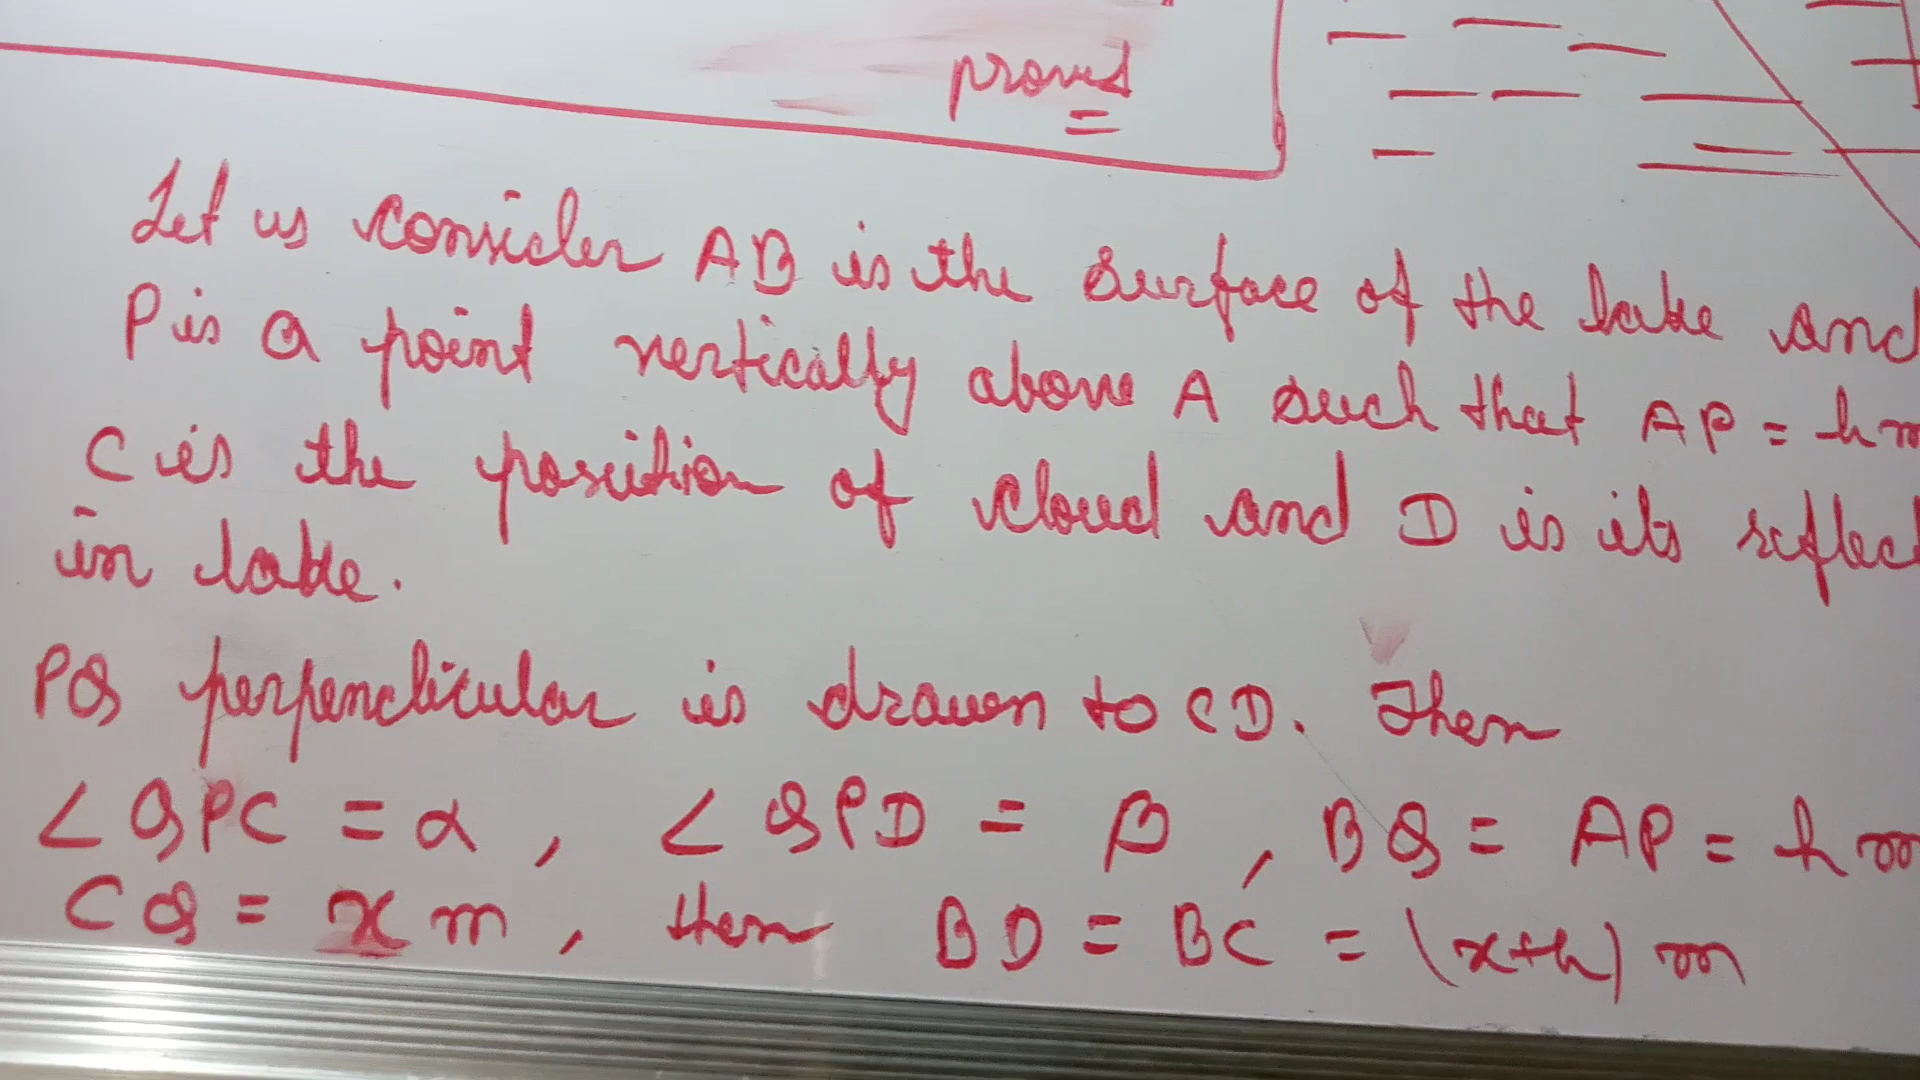 proved
Let us consider AB is the surface of the lake and
P is a point vertically above A such that AP = h m
C is the position of cloud and D is its reflect
in lake.
PQ perpendicular is drawn to CD. Then
∠QPC = α, ∠QPD = β, BQ = AP = h m
CQ = x m, then BD = BC = (x+h) m